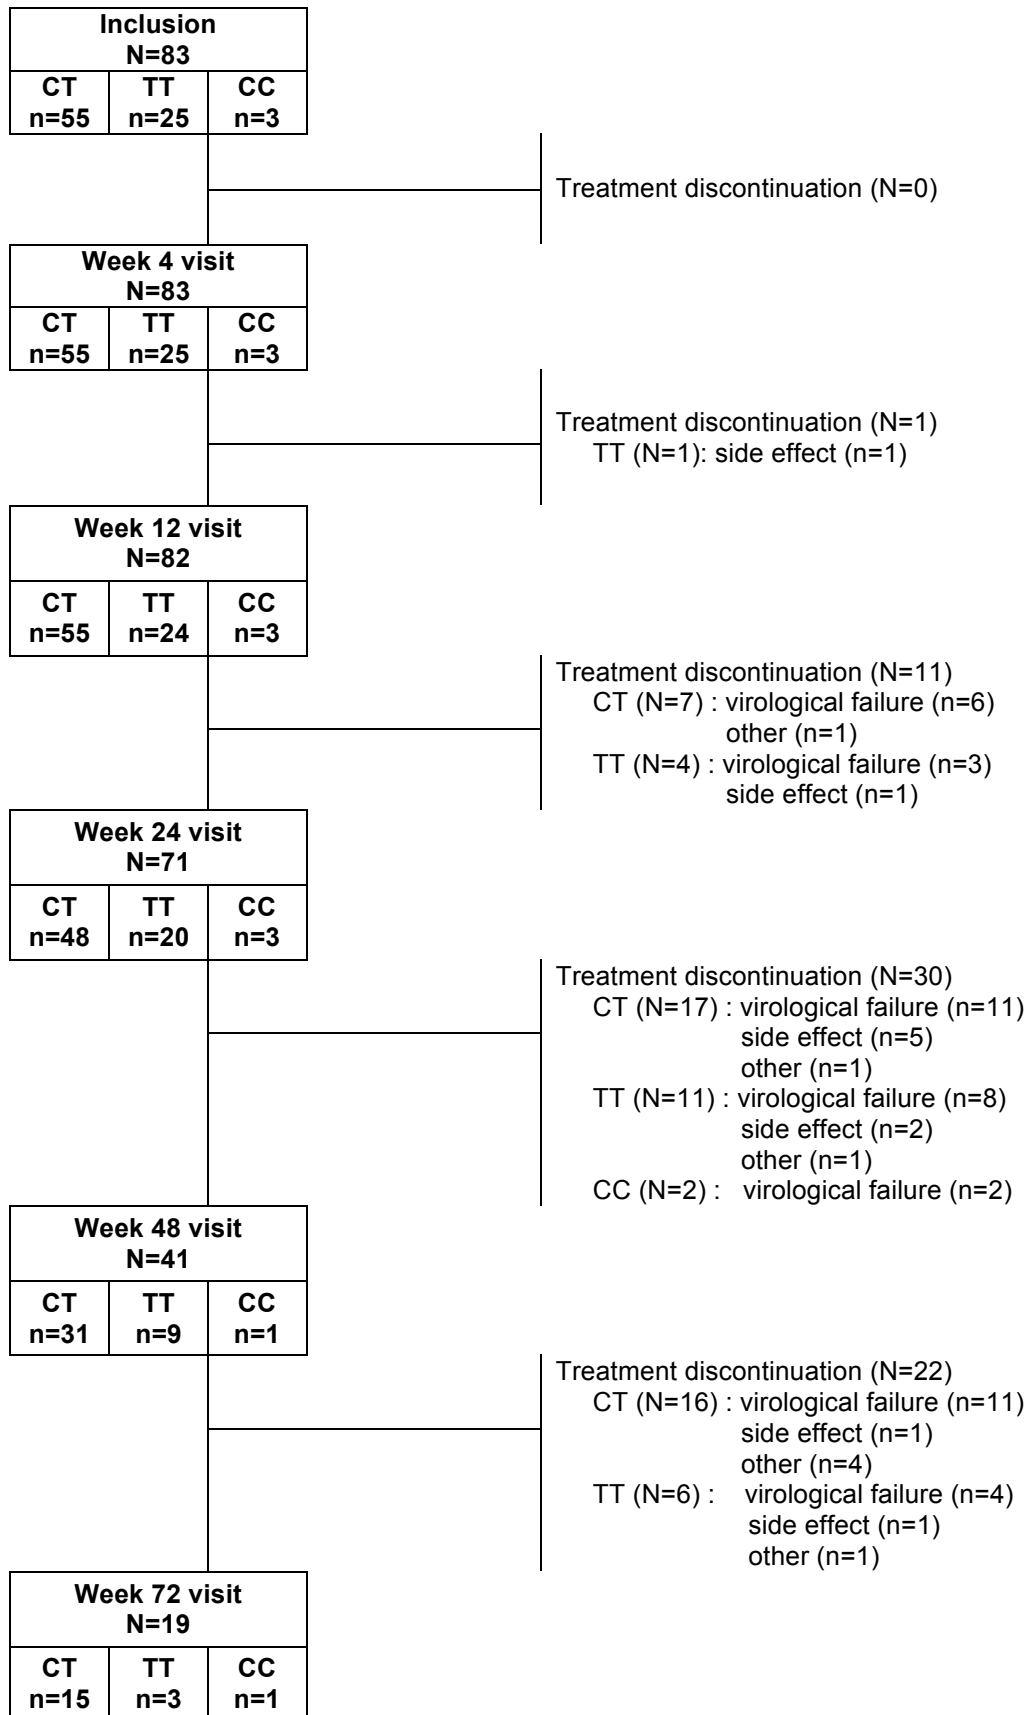 Inclusion
N=83
CT TT CC
n=55 n=25 n=3
Treatment discontinuation (N=0)
Week 4 visit
N=83
CT TT CC
n=55 n=25 n=3
Treatment discontinuation (N=1)
TT (N=1): side effect (n=1)
Week 12 visit
N=82
CT TT CC
n=55 n=24 n=3
Treatment discontinuation (N=11)
CT (N=7) : virological failure (n=6)
other (n=1)
TT (N=4) : virological failure (n=3)
side effect (n=1)
Week 24 visit
N=71
CT TT CC
n=48 n=20 n=3
Treatment discontinuation (N=30)
CT (N=17) : virological failure (n=11)
side effect (n=5)
other (n=1)
TT (N=11) : virological failure (n=8)
side effect (n=2)
other (n=1)
CC (N=2) : virological failure (n=2)
Week 48 visit
N=41
CT TT CC
n=31 n=9 n=1
Treatment discontinuation (N=22)
CT (N=16) : virological failure (n=11)
side effect (n=1)
other (n=4)
TT (N=6) : virological failure (n=4)
side effect (n=1)
other (n=1)
Week 72 visit
N=19
CT TT CC
n=15 n=3 n=1